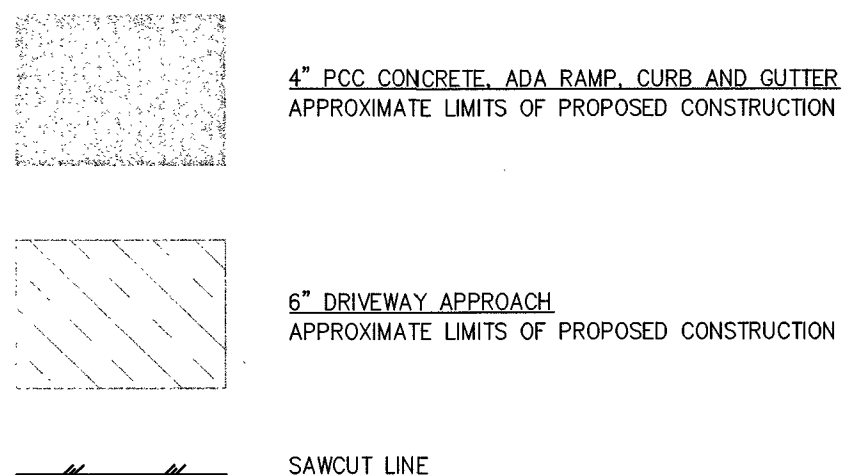 4" PCC CONCRETE, ADA RAMP, CURB AND GUTTER
APPROXIMATE LIMITS OF PROPOSED CONSTRUCTION
6" DRIVEWAY APPROACH
APPROXIMATE LIMITS OF PROPOSED CONSTRUCTION
SAWCUT LINE